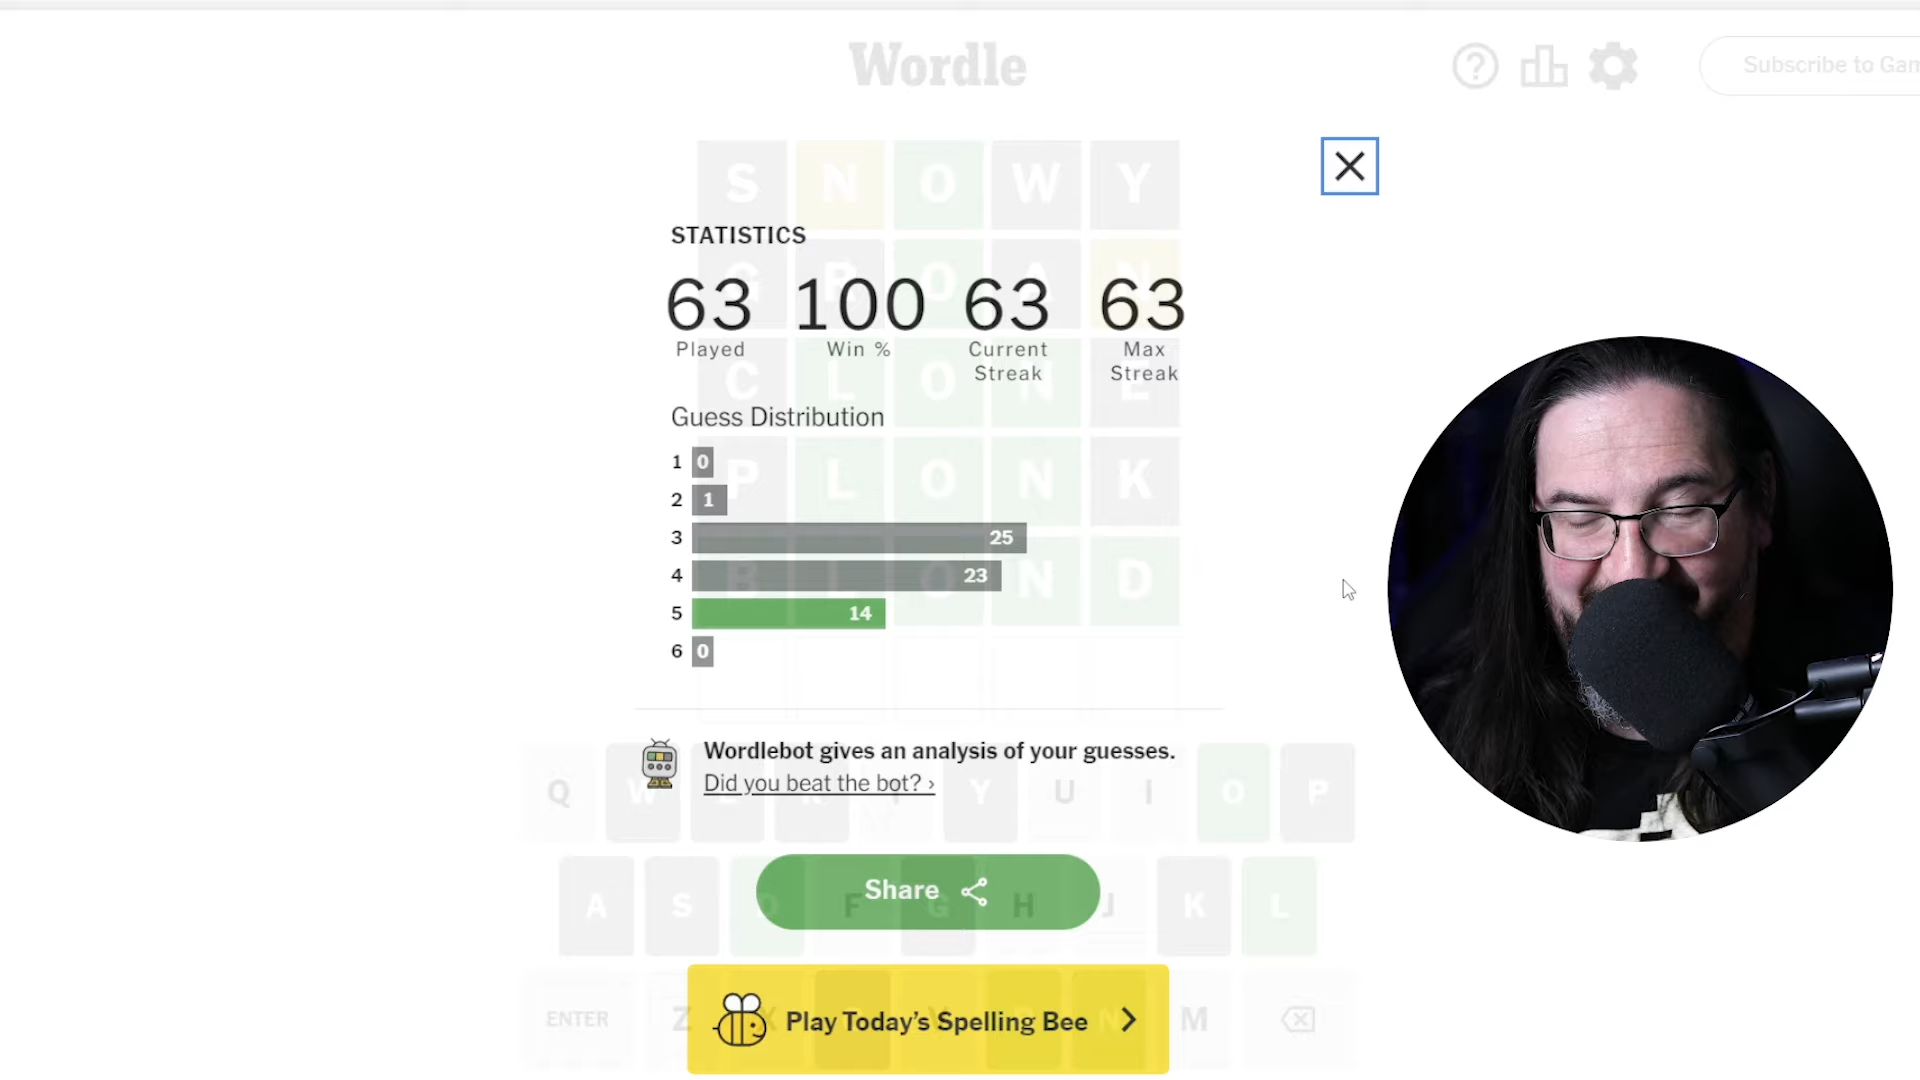 Wordle
Subscribe to Gam
S N O W Y
G R O A N
C L O N E
P L O N K
B L O N D
STATISTICS
63 100 63 63
Played Win % Current Streak Max Streak
Guess Distribution
1 0
2 1
3 25
4 23
5 14
6 0
Wordlebot gives an analysis of your guesses.
Did you beat the bot? ›
Q W E R T Y U I O P
A S D F G H J K L
Share
ENTER Z X N M
Play Today's Spelling Bee